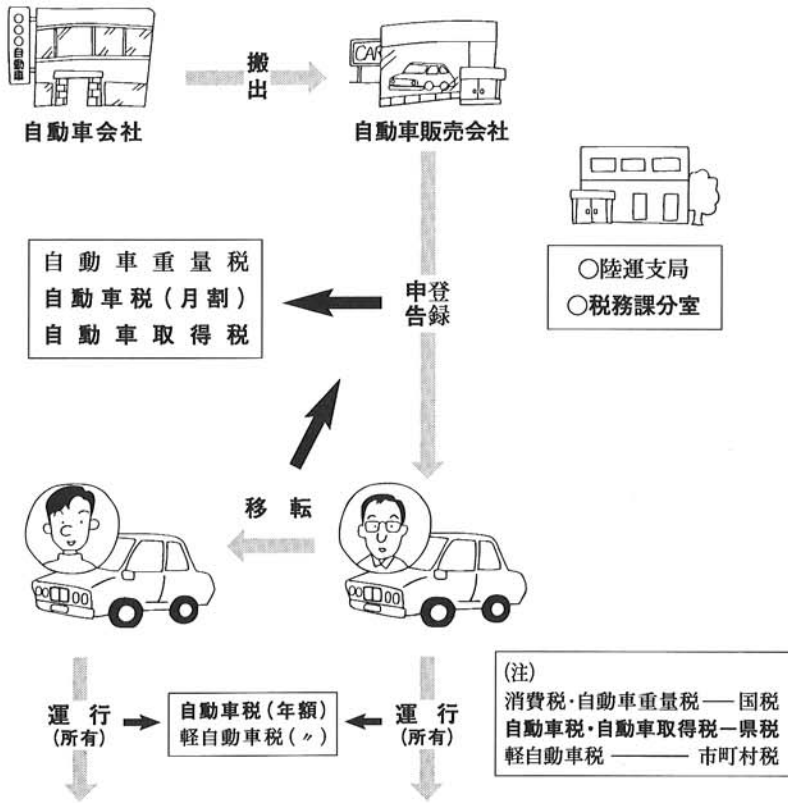 ○○○自動車
CAR
搬出
自動車会社
自動車販売会社
○陸運支局
○税務課分室
自動車重量税
自動車税(月割)
自動車取得税
申告
登録
移転
運行
(所有)
自動車税(年額)
軽自動車税(〃)
運行
(所有)
(注)
消費税・自動車重量税──国税
自動車税・自動車取得税─県税
軽自動車税────市町村税